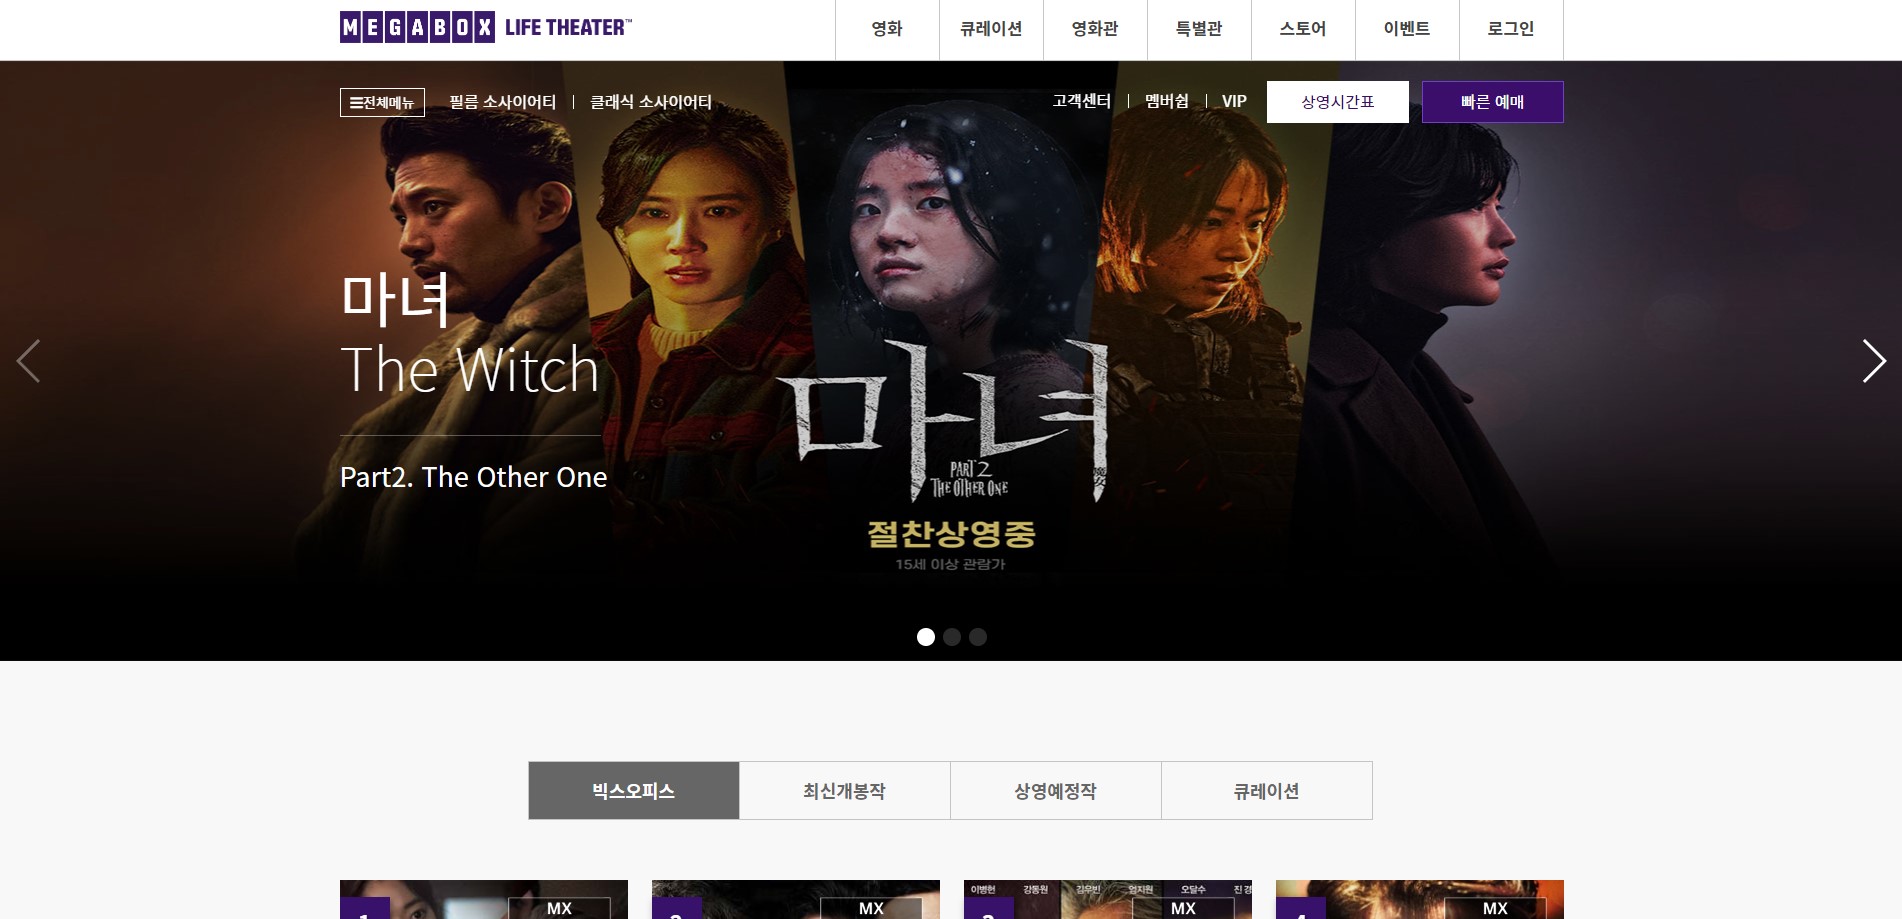 MEGABOX LIFE THEATER™
영화 큐레이션 영화관 특별관 스토어 이벤트 로그인
☰전체메뉴 필름 소사이어티 클래식 소사이어티 고객센터 멤버쉽 VIP 상영시간표 빠른 예매
마녀
The Witch
Part2. The Other One
마녀
PART 2
THE OTHER ONE
절찬상영중
15세 이상 관람가
빅스오피스 최신개봉작 상영예정작 큐레이션
이병헌 강동원 김우빈 엄지원 오달수 진경
1 MX 2 MX 3 MX 4 MX